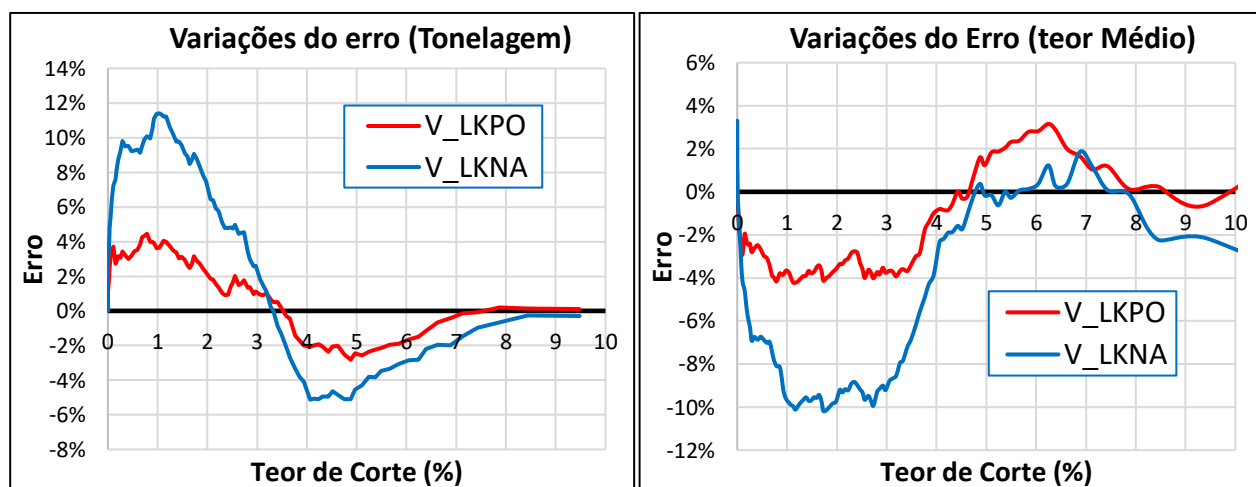 Variações do erro (Tonelagem)
14%
12%
10%
8%
6%
4%
2%
0%
-2%
-4%
-6%
-8%
Erro
V_LKPO
V_LKNA
0 1 2 3 4 5 6 7 8 9 10
Teor de Corte (%)
Variações do Erro (teor Médio)
6%
4%
2%
0%
-2%
-4%
-6%
-8%
-10%
-12%
Erro
0 1 2 3 4 5 6 7 8 9 10
V_LKPO
V_LKNA
Teor de Corte (%)